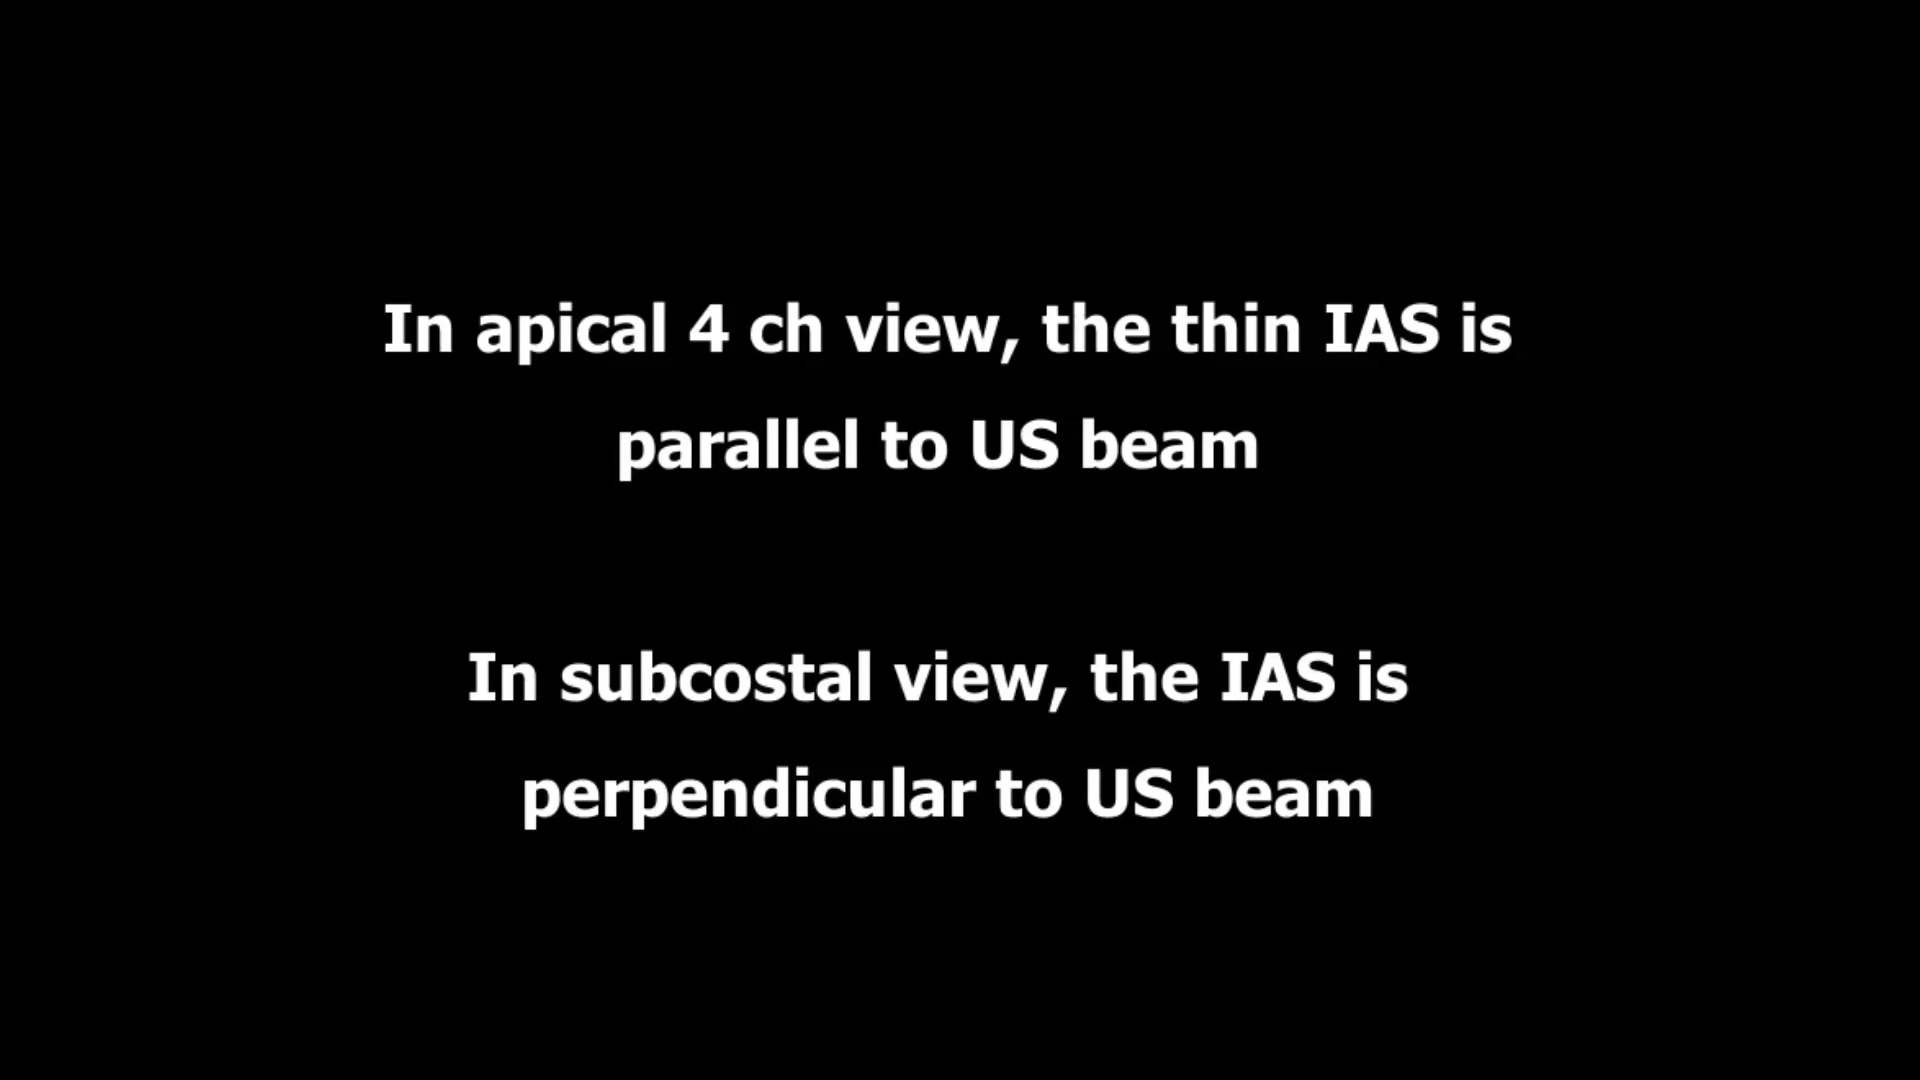 In apical 4 ch view, the thin IAS is
parallel to US beam
In subcostal view, the IAS is
perpendicular to US beam